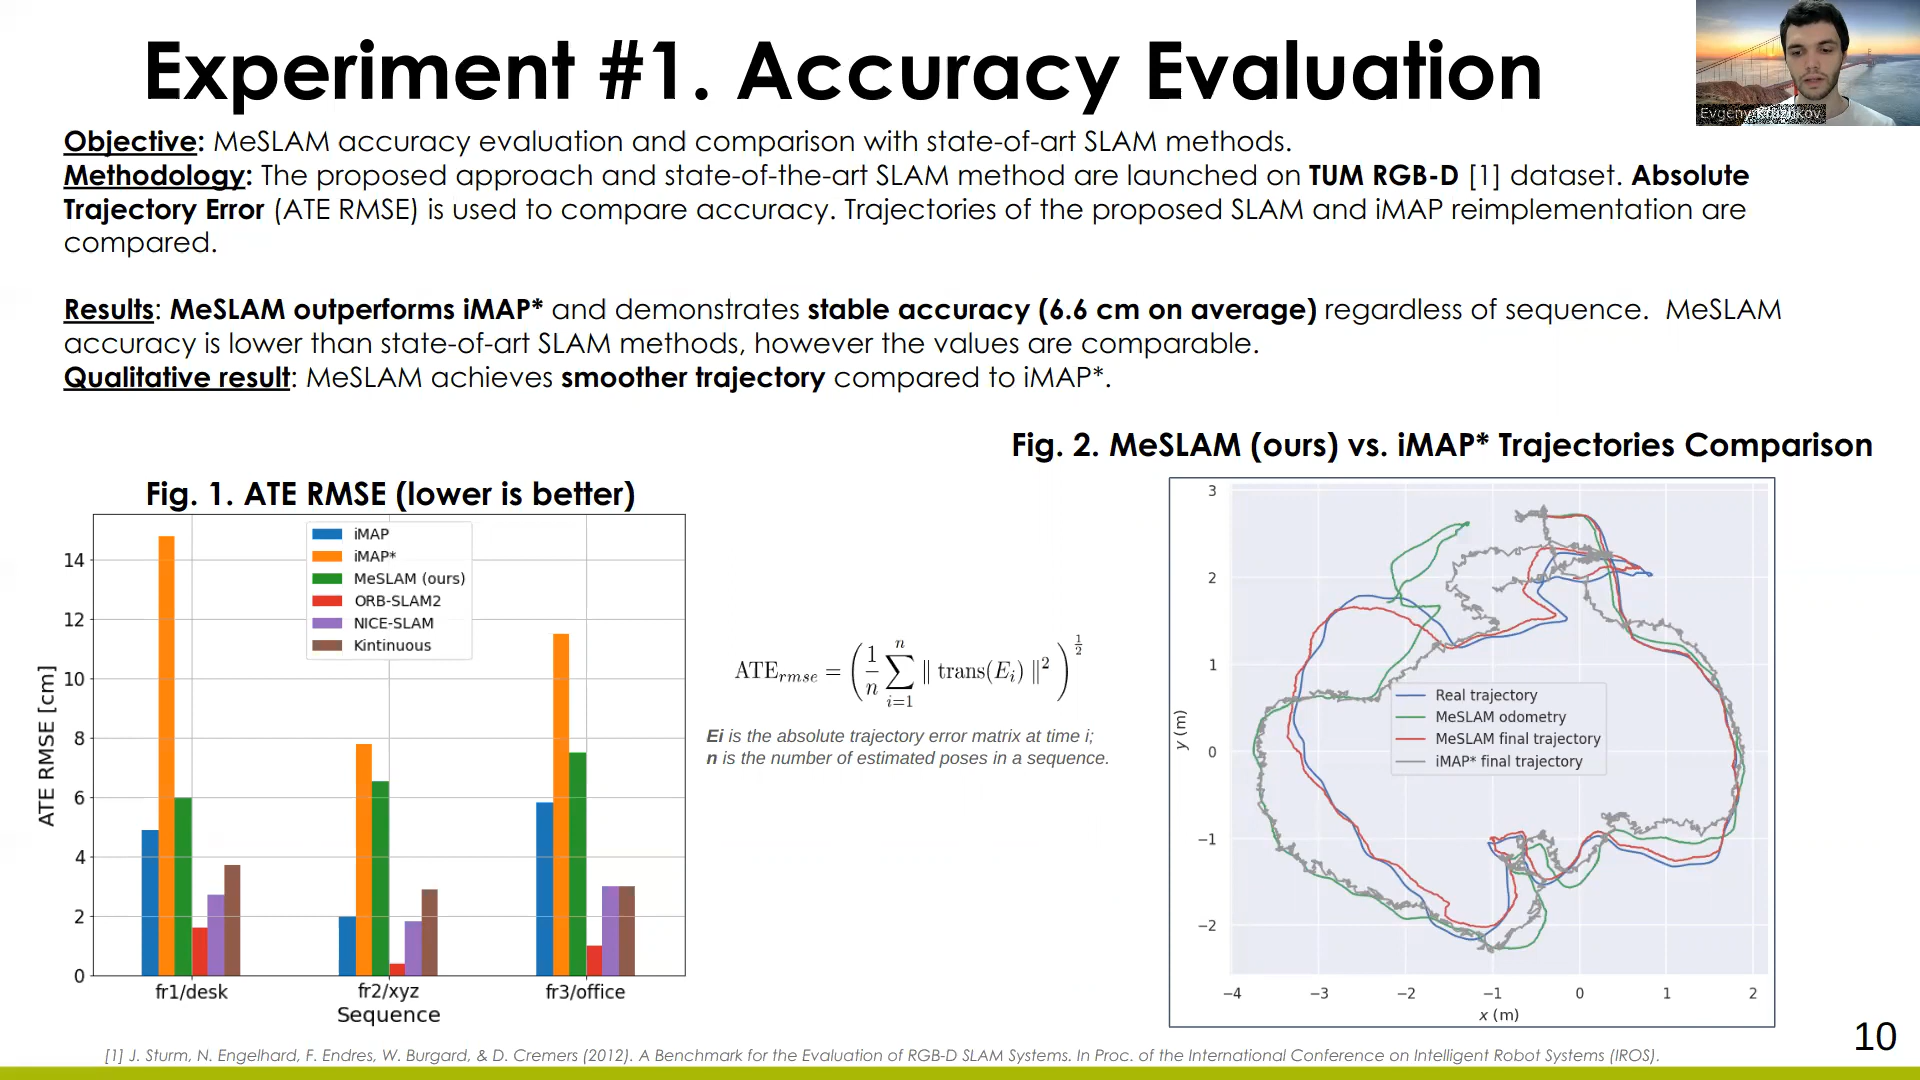 Experiment #1. Accuracy Evaluation
Objective: MeSLAM accuracy evaluation and comparison with state-of-art SLAM methods.
Methodology: The proposed approach and state-of-the-art SLAM method are launched on TUM RGB-D [1] dataset. Absolute
Trajectory Error (ATE RMSE) is used to compare accuracy. Trajectories of the proposed SLAM and iMAP reimplementation are
compared.
Results: MeSLAM outperforms iMAP* and demonstrates stable accuracy (6.6 cm on average) regardless of sequence. MeSLAM
accuracy is lower than state-of-art SLAM methods, however the values are comparable.
Qualitative result: MeSLAM achieves smoother trajectory compared to iMAP*.
Fig. 1. ATE RMSE (lower is better)
iMAP
iMAP*
MeSLAM (ours)
ORB-SLAM2
NICE-SLAM
Kintinuous
14
12
10
8
6
4
2
0
ATE RMSE [cm]
fr1/desk fr2/xyz fr3/office
Sequence
ATErmse = ( 1/n ∑ i=1 n ‖ trans(Ei) ‖2 ) 1/2
Ei is the absolute trajectory error matrix at time i;
n is the number of estimated poses in a sequence.
Fig. 2. MeSLAM (ours) vs. iMAP* Trajectories Comparison
3
2
1
0
−1
−2
y (m)
Real trajectory
MeSLAM odometry
MeSLAM final trajectory
iMAP* final trajectory
−4 −3 −2 −1 0 1 2
x (m)
10
[1] J. Sturm, N. Engelhard, F. Endres, W. Burgard, & D. Cremers (2012). A Benchmark for the Evaluation of RGB-D SLAM Systems. In Proc. of the International Conference on Intelligent Robot Systems (IROS).